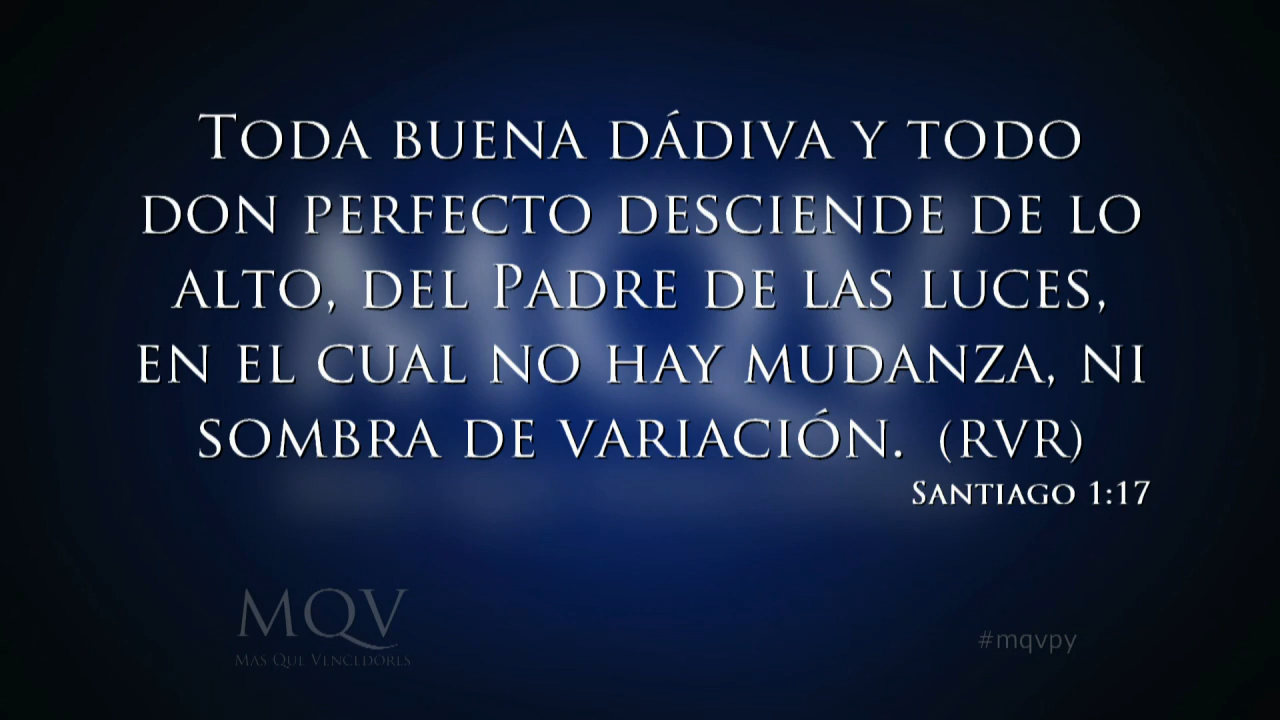 Toda buena dádiva y todo
don perfecto desciende de lo
alto, del Padre de las luces,
en el cual no hay mudanza, ni
sombra de variación. (RVR)
Santiago 1:17
MQV
Mas Que Vencedores
#mqvpy